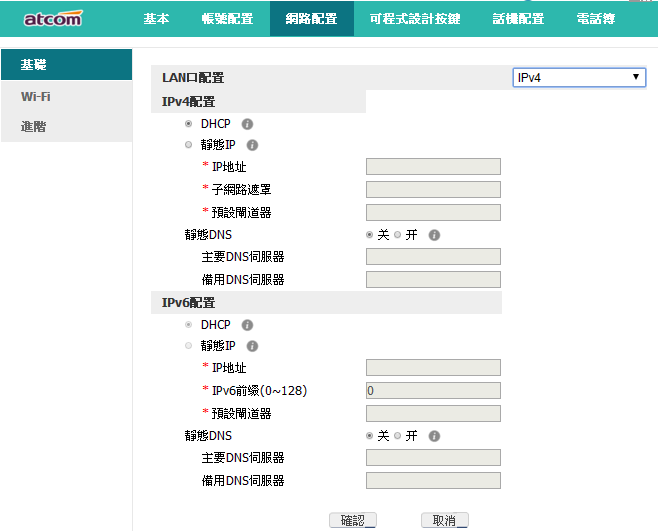 atcom 基本 帳號配置 網路配置 可程式設計按鍵 話機配置 電話簿
基礎
Wi-Fi
進階
LAN口配置 IPv4
IPv4配置
DHCP
靜態IP
* IP地址
* 子網路遮罩
* 預設閘道器
靜態DNS 关 开
主要DNS伺服器
備用DNS伺服器
IPv6配置
DHCP
靜態IP
* IP地址
* IPv6前缀(0~128) 0
* 預設閘道器
靜態DNS 关 开
主要DNS伺服器
備用DNS伺服器
確認 取消